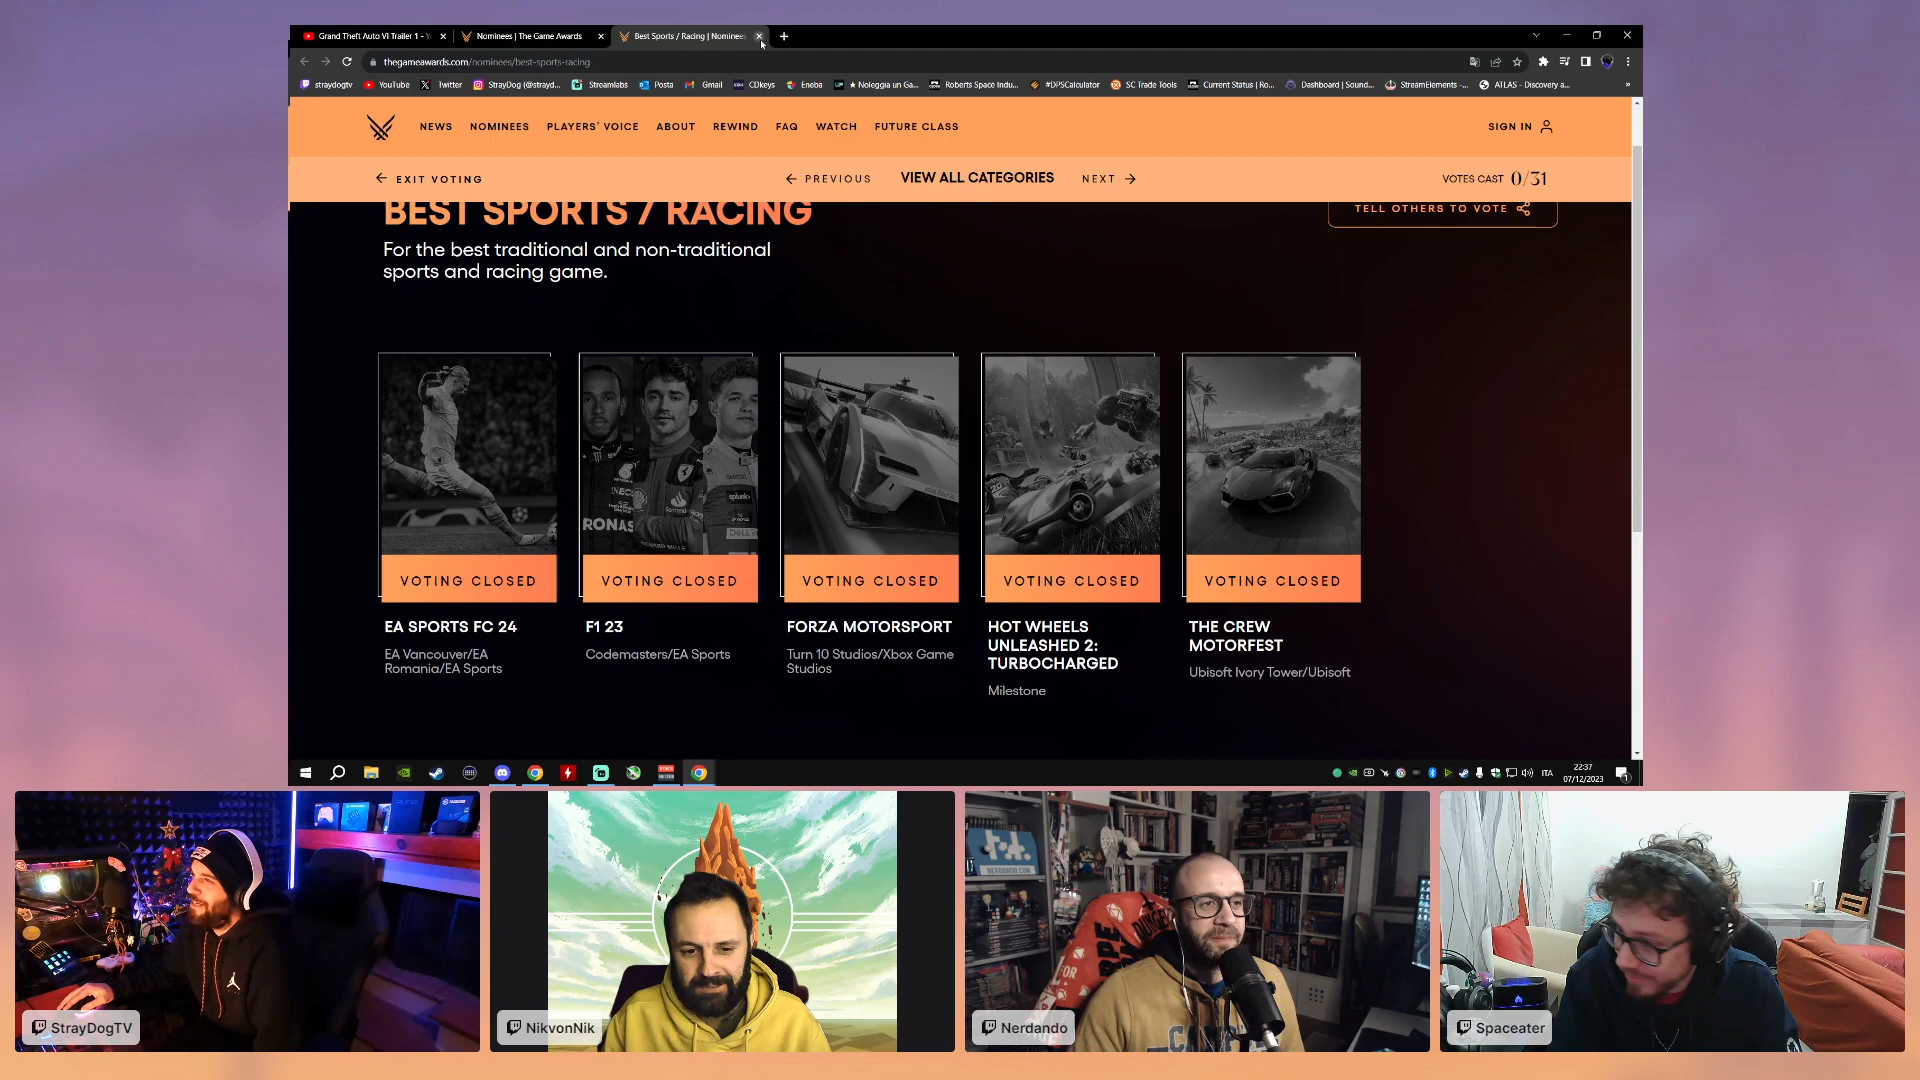 Grand Theft Auto VI Trailer 1 - Y
Nominees | The Game Awards
Best Sports / Racing | Nominees
thegameawards.com/nominees/best-sports-racing
straydogtv
YouTube
Twitter
StrayDog (@strayd...
Streamlabs
Posta
Gmail
CDkeys
Eneba
★ Noleggia un Ga...
Roberts Space Indu...
#DPSCalculator
SC Trade Tools
Current Status | Ro...
Dashboard | Sound...
StreamElements -...
ATLAS - Discovery a...
NEWS
NOMINEES
PLAYERS' VOICE
ABOUT
REWIND
FAQ
WATCH
FUTURE CLASS
SIGN IN
← EXIT VOTING
← PREVIOUS
VIEW ALL CATEGORIES
NEXT →
VOTES CAST 0/31
BEST SPORTS / RACING
TELL OTHERS TO VOTE
For the best traditional and non-traditional
sports and racing game.
VOTING CLOSED
VOTING CLOSED
VOTING CLOSED
VOTING CLOSED
VOTING CLOSED
EA SPORTS FC 24
EA Vancouver/EA
Romania/EA Sports
F1 23
Codemasters/EA Sports
FORZA MOTORSPORT
Turn 10 Studios/Xbox Game
Studios
HOT WHEELS
UNLEASHED 2:
TURBOCHARGED
Milestone
THE CREW
MOTORFEST
Ubisoft Ivory Tower/Ubisoft
ITA
22:37
07/12/2023
NERDANDO.COM
StrayDogTV
NikvonNik
Nerdando
Spaceater